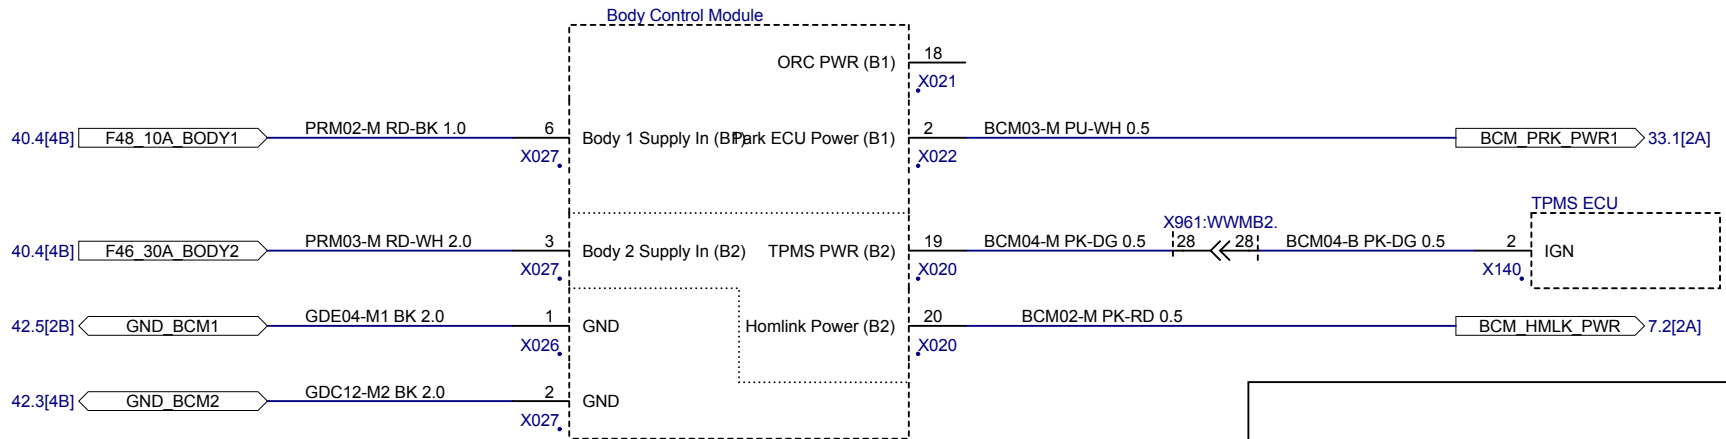 Body Control Module
ORC PWR (B1)
18
X021
40.4[4B] F48_10A_BODY1 PRM02-M RD-BK 1.0 6 Body 1 Supply In (B1) Park ECU Power (B1) 2 BCM03-M PU-WH 0.5 BCM_PRK_PWR1 33.1[2A]
X027 X022
TPMS ECU
X961:WWMB2.
40.4[4B] F46_30A_BODY2 PRM03-M RD-WH 2.0 3 Body 2 Supply In (B2) TPMS PWR (B2) 19 BCM04-M PK-DG 0.5 28 28 BCM04-B PK-DG 0.5 2 IGN
X027 X020 X140
42.5[2B] GND_BCM1 GDE04-M1 BK 2.0 1 GND Homlink Power (B2) 20 BCM02-M PK-RD 0.5 BCM_HMLK_PWR 7.2[2A]
X026 X020
42.3[4B] GND_BCM2 GDC12-M2 BK 2.0 2 GND
X027